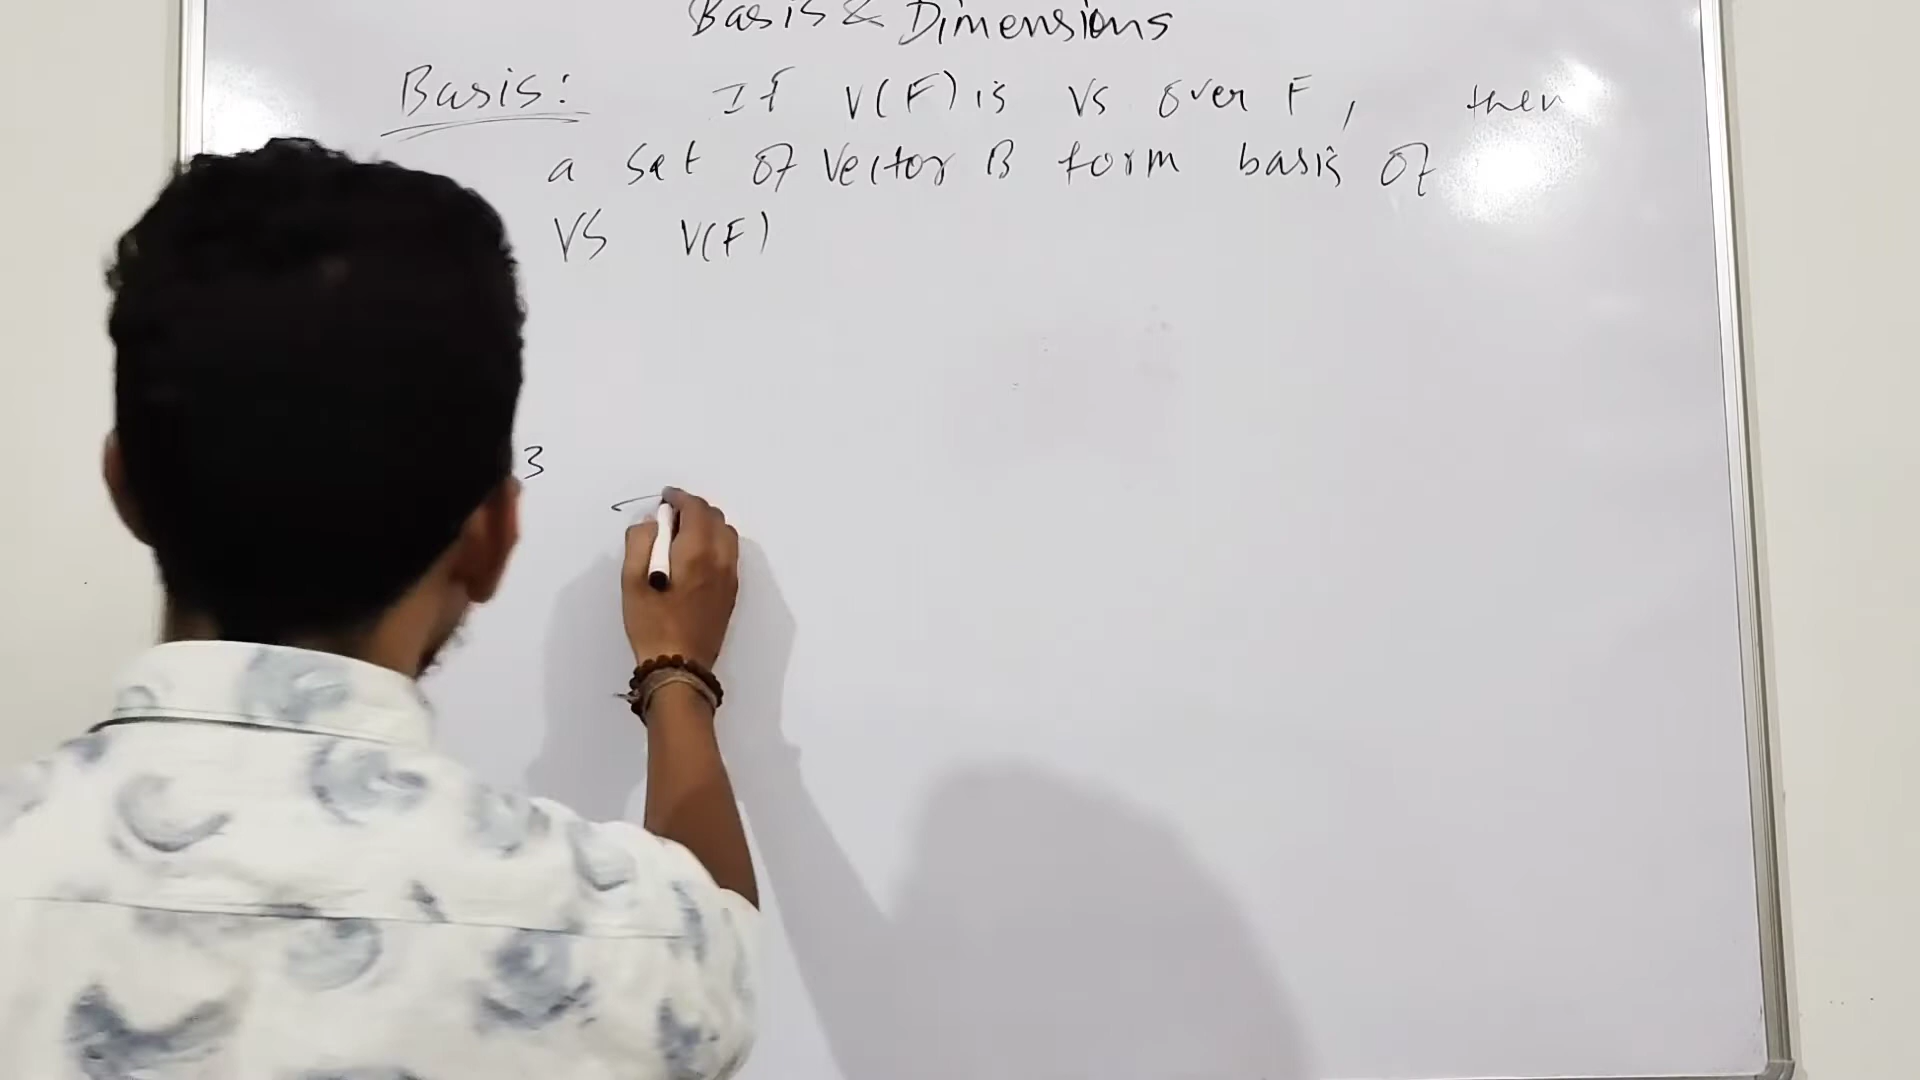 Basis & Dimensions
Basis: If V(F) is VS over F, then
a set of Vector B form basis of
VS V(F)
3